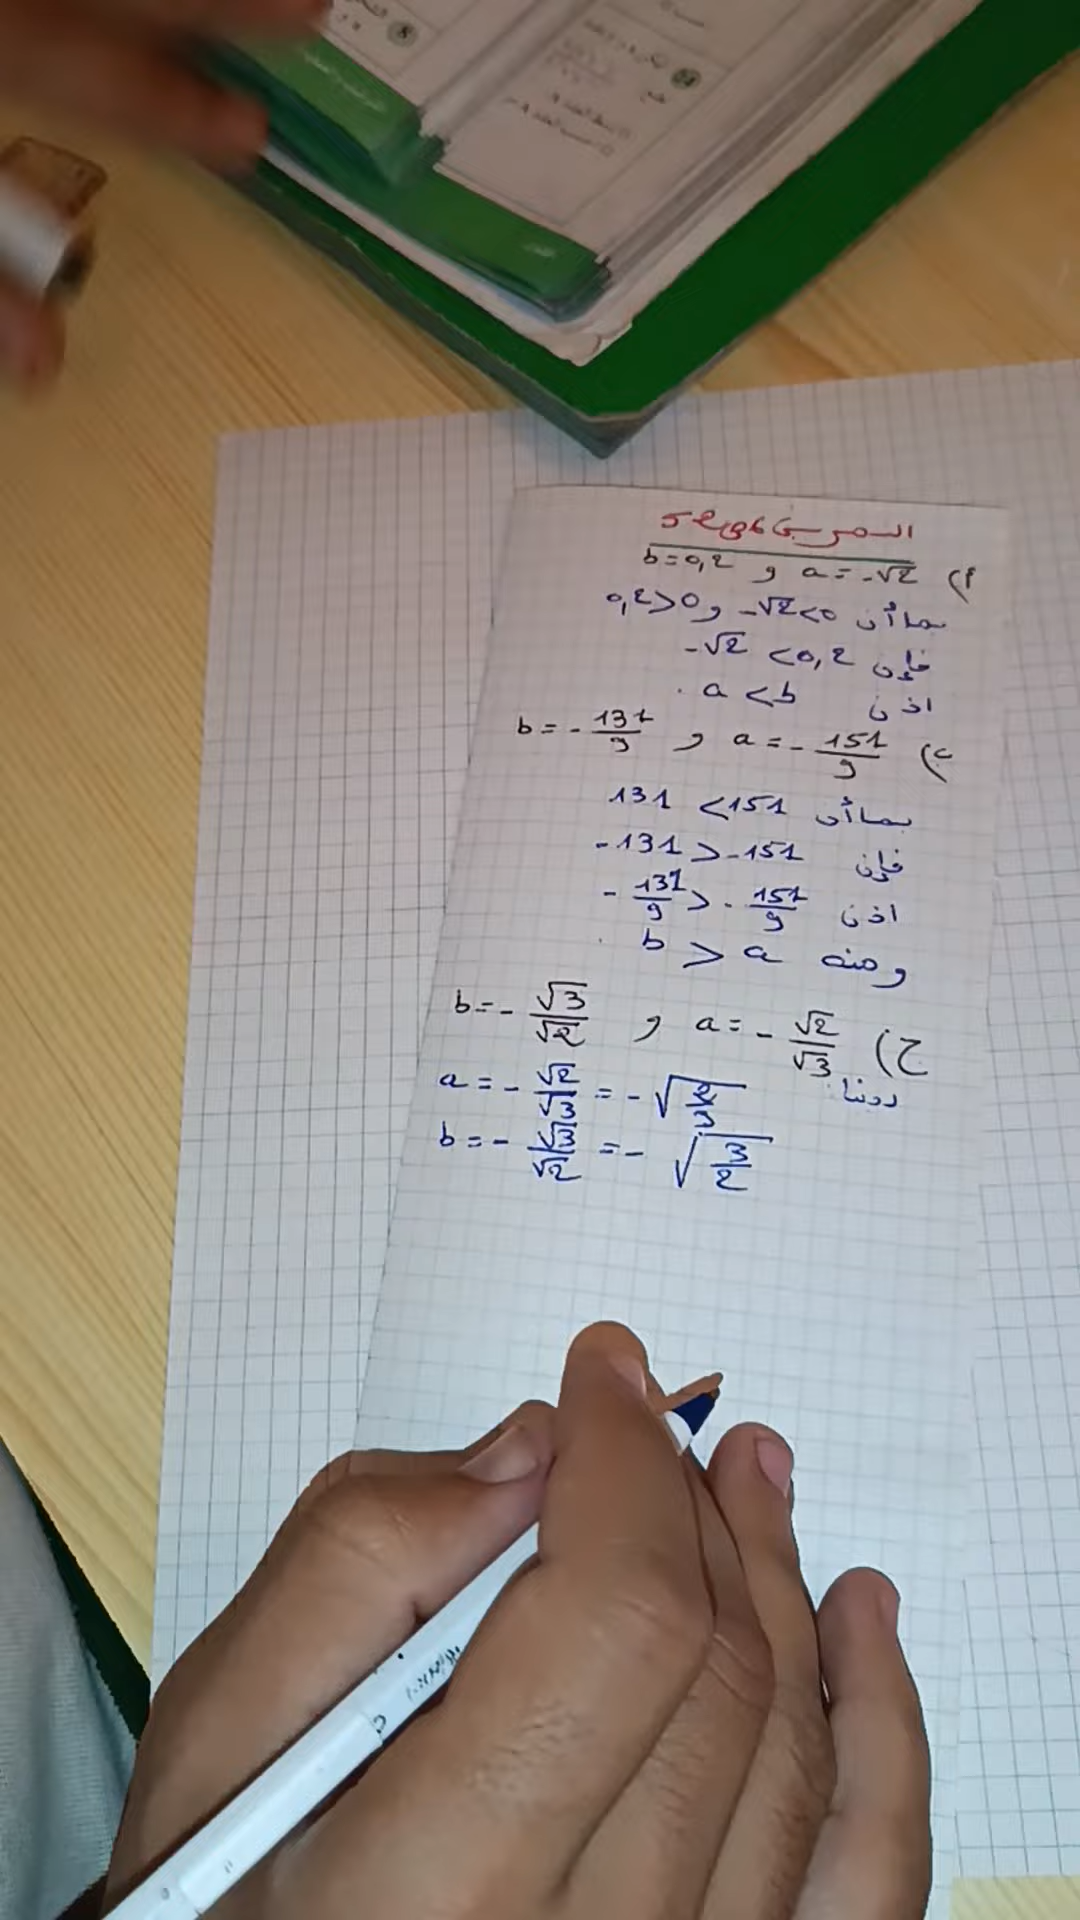 أ) a = -√2 و b = 0,2
بما أن -√2 < 0 و 0,2 > 0
فإن -√2 < 0,2
اذن a < b .
ب) a = - 151/9 و b = - 131/9
بما أن 131 < 151
فإن -131 > -151
اذن - 131/9 > - 151/9
ومنه b > a
ج) a = - √2/√3 و b = - √3/√2
لدينا :
a = - √2/√3 = - √(2/3)
b = - √3/√2 = - √(3/2)